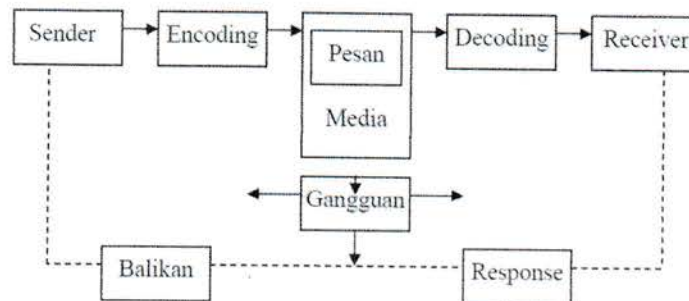 Sender
Encoding
Pesan
Media
Decoding
Receiver
Gangguan
Balikan
Response